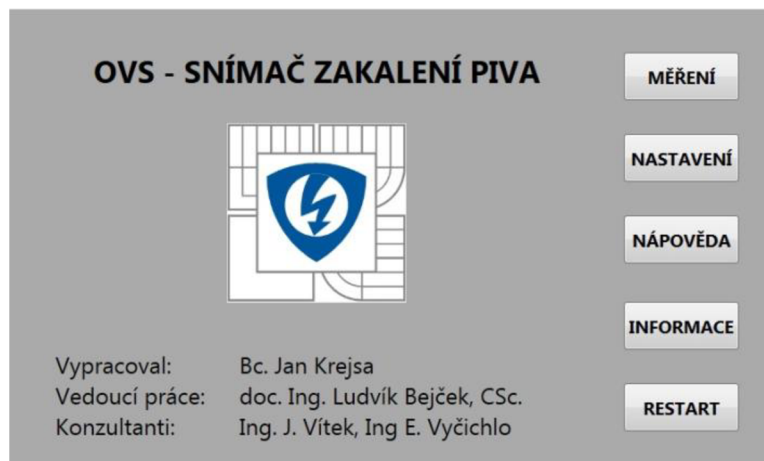 OVS - SNÍMAČ ZAKALENÍ PIVA
MĚŘENÍ
NASTAVENÍ
NÁPOVĚDA
INFORMACE
RESTART
Vypracoval: Bc. Jan Krejsa
Vedoucí práce: doc. Ing. Ludvík Bejček, CSc.
Konzultanti: Ing. J. Vítek, Ing E. Vyčichlo